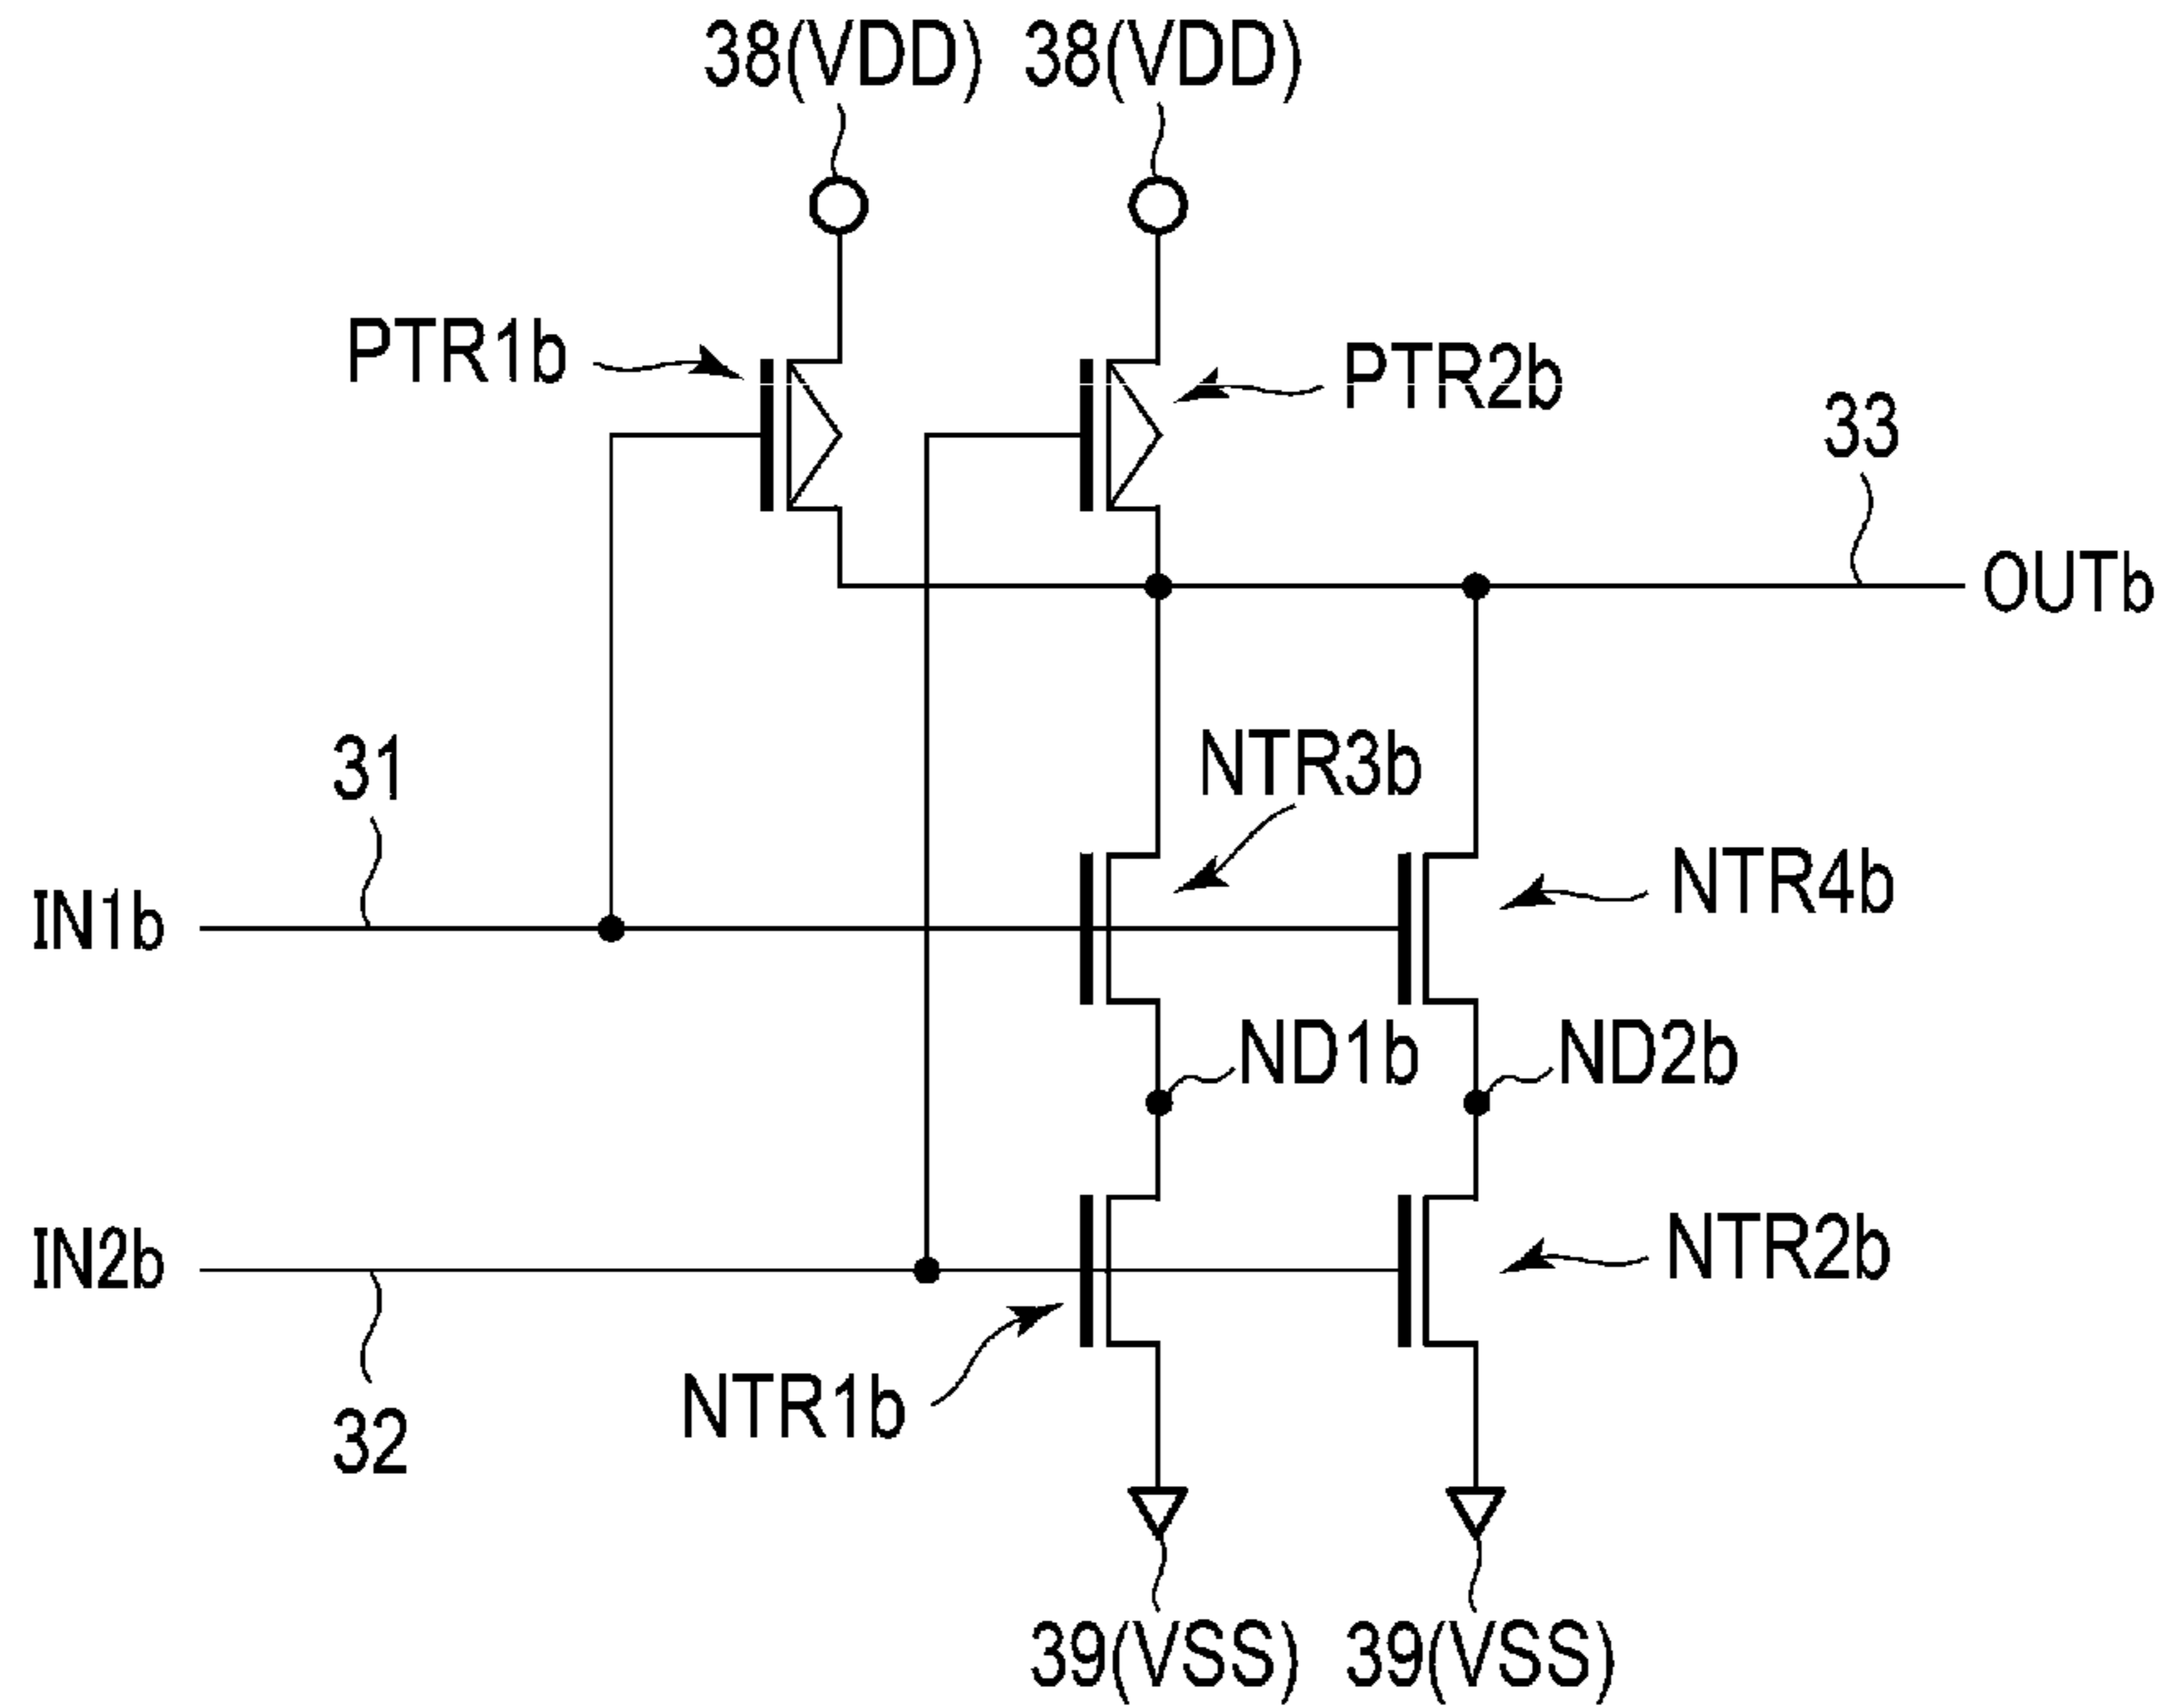 38(VDD) 38(VDD)
PTR1b
PTR2b
33
OUTb
31
NTR3b
NTR4b
IN1b
ND1b
ND2b
IN2b
NTR2b
NTR1b
32
39(VSS) 39(VSS)